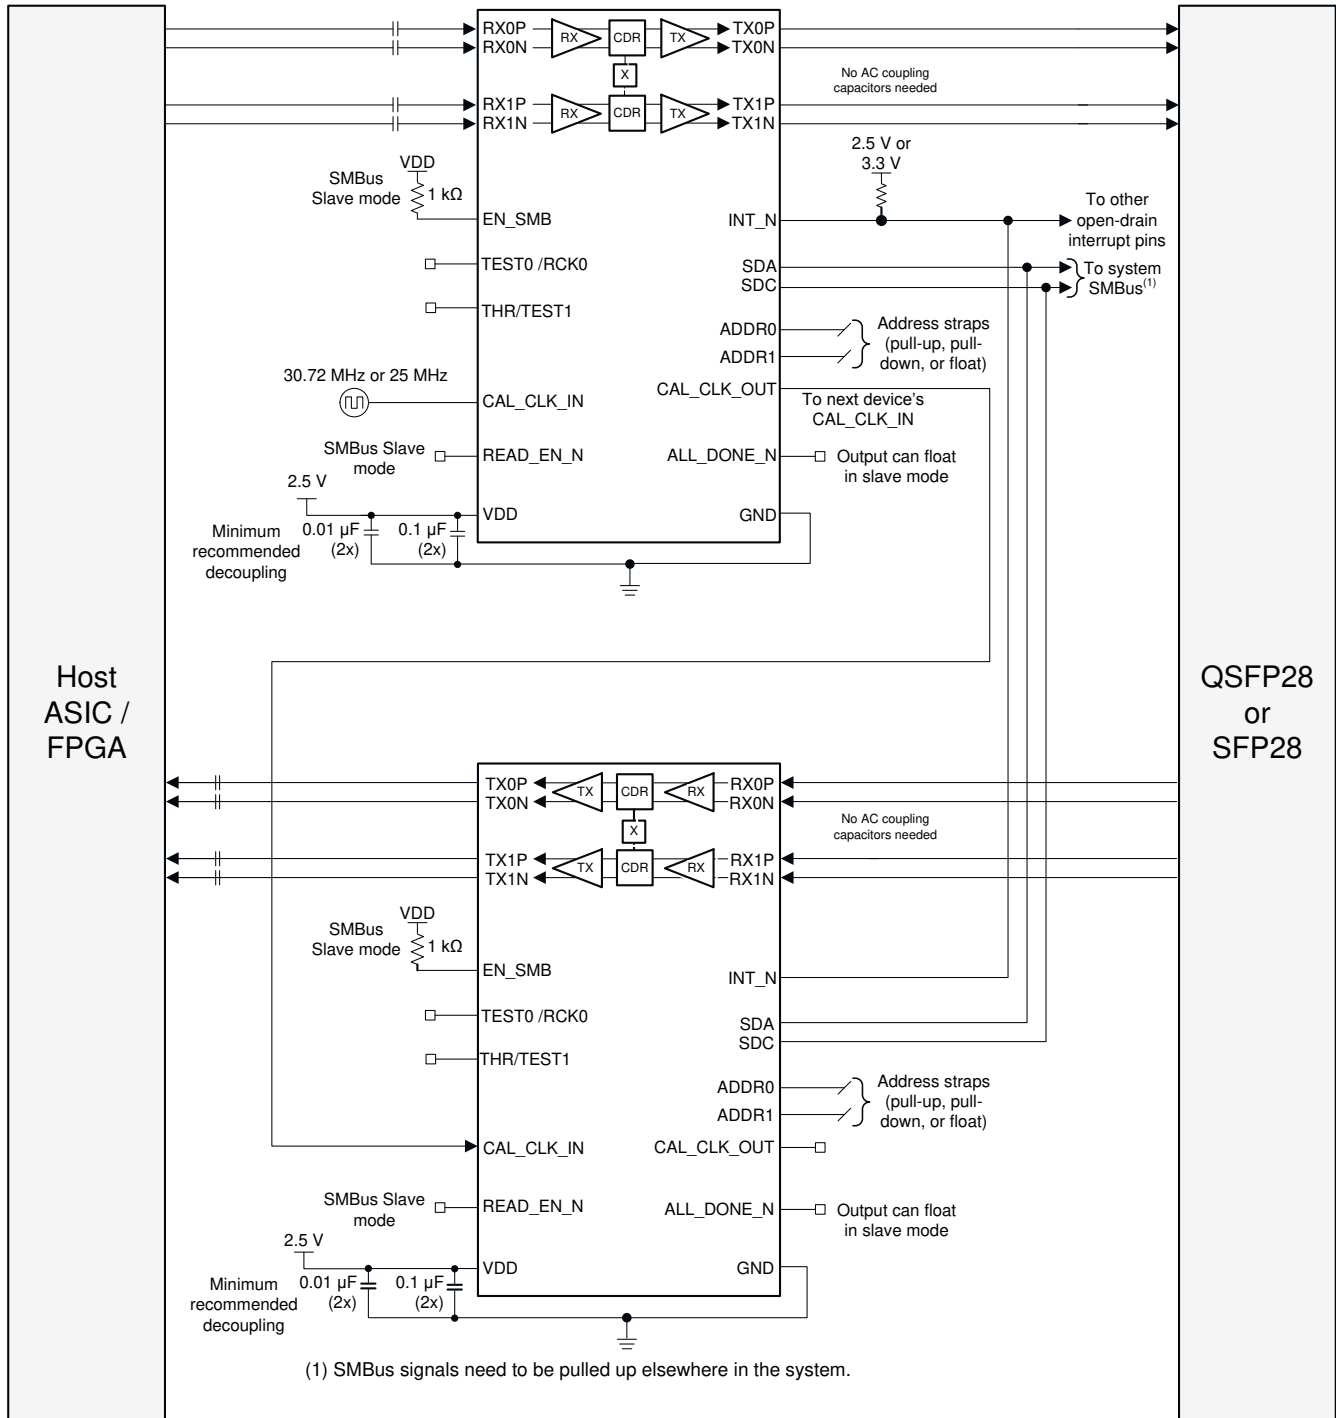 RX0P
RX0N
RX
CDR
TX
TX0P
TX0N
X
No AC coupling
capacitors needed
RX1P
RX1N
RX
CDR
TX
TX1P
TX1N
2.5 V or
3.3 V
VDD
SMBus
Slave mode
1 kΩ
EN_SMB
INT_N
To other
open-drain
interrupt pins
TEST0 /RCK0
SDA
SDC
To system
SMBus(1)
THR/TEST1
ADDR0
ADDR1
Address straps
(pull-up, pull-
down, or float)
30.72 MHz or 25 MHz
CAL_CLK_IN
CAL_CLK_OUT
To next device's
CAL_CLK_IN
SMBus Slave
mode
READ_EN_N
ALL_DONE_N
Output can float
in slave mode
2.5 V
VDD
GND
Minimum
recommended
decoupling
0.01 µF
(2x)
0.1 µF
(2x)
Host
ASIC /
FPGA
QSFP28
or
SFP28
TX0P
TX0N
TX
CDR
RX
RX0P
RX0N
X
No AC coupling
capacitors needed
TX1P
TX1N
TX
CDR
RX
RX1P
RX1N
VDD
SMBus
Slave mode
1 kΩ
EN_SMB
INT_N
TEST0 /RCK0
SDA
SDC
THR/TEST1
ADDR0
ADDR1
Address straps
(pull-up, pull-
down, or float)
CAL_CLK_IN
CAL_CLK_OUT
SMBus Slave
mode
READ_EN_N
ALL_DONE_N
Output can float
in slave mode
2.5 V
VDD
GND
Minimum
recommended
decoupling
0.01 µF
(2x)
0.1 µF
(2x)
(1) SMBus signals need to be pulled up elsewhere in the system.